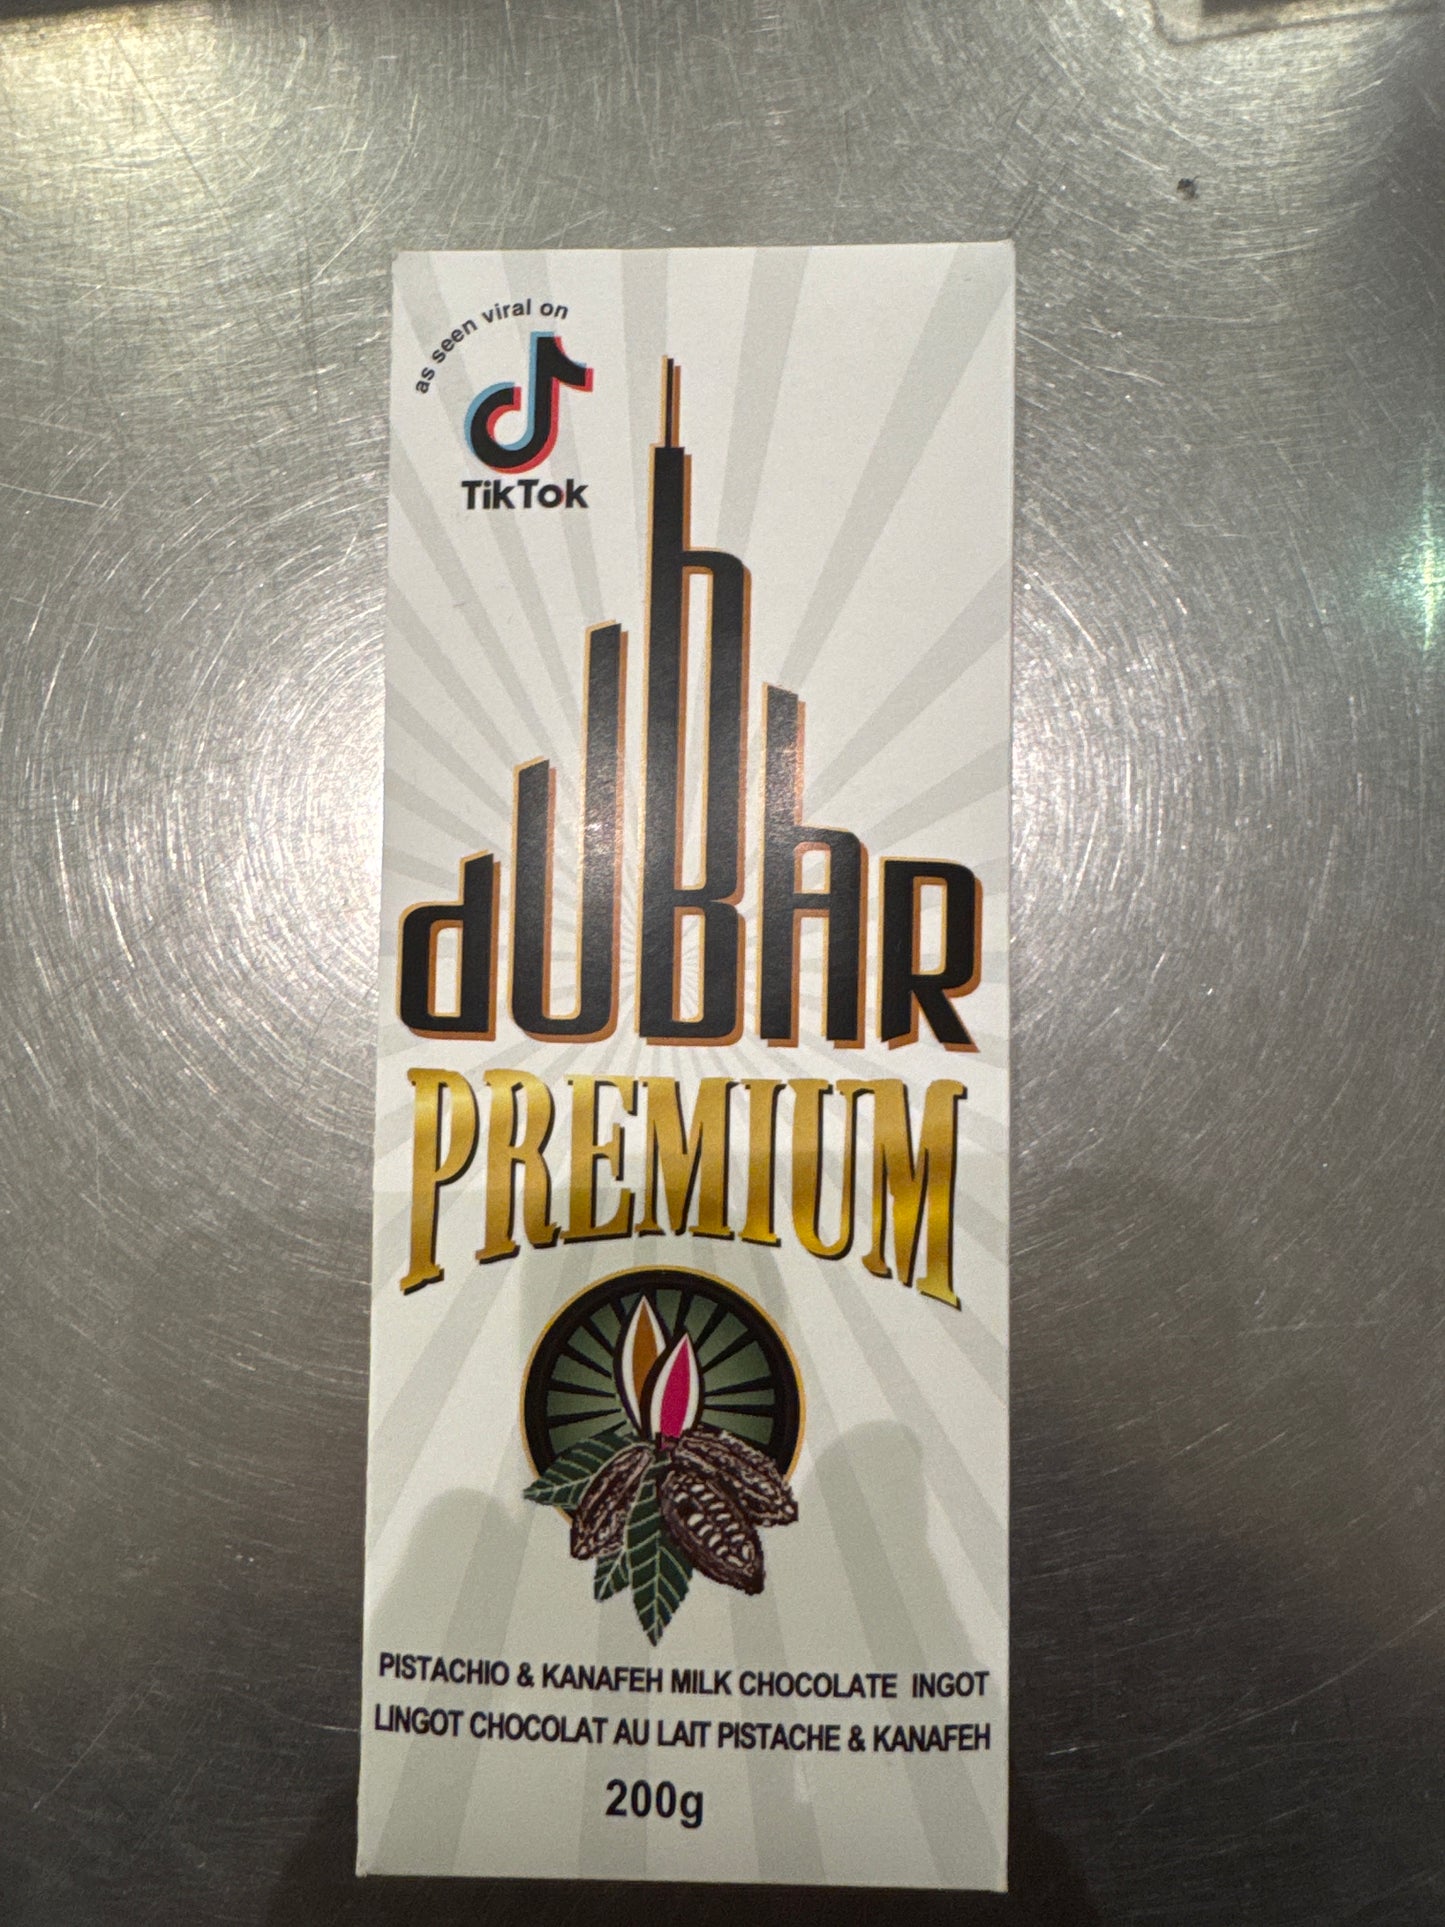 as seen viral on
TikTok
dUBAR
PREMIUM
PISTACHIO & KANAFEH MILK CHOCOLATE INGOT
LINGOT CHOCOLAT AU LAIT PISTACHE & KANAFEH
200g